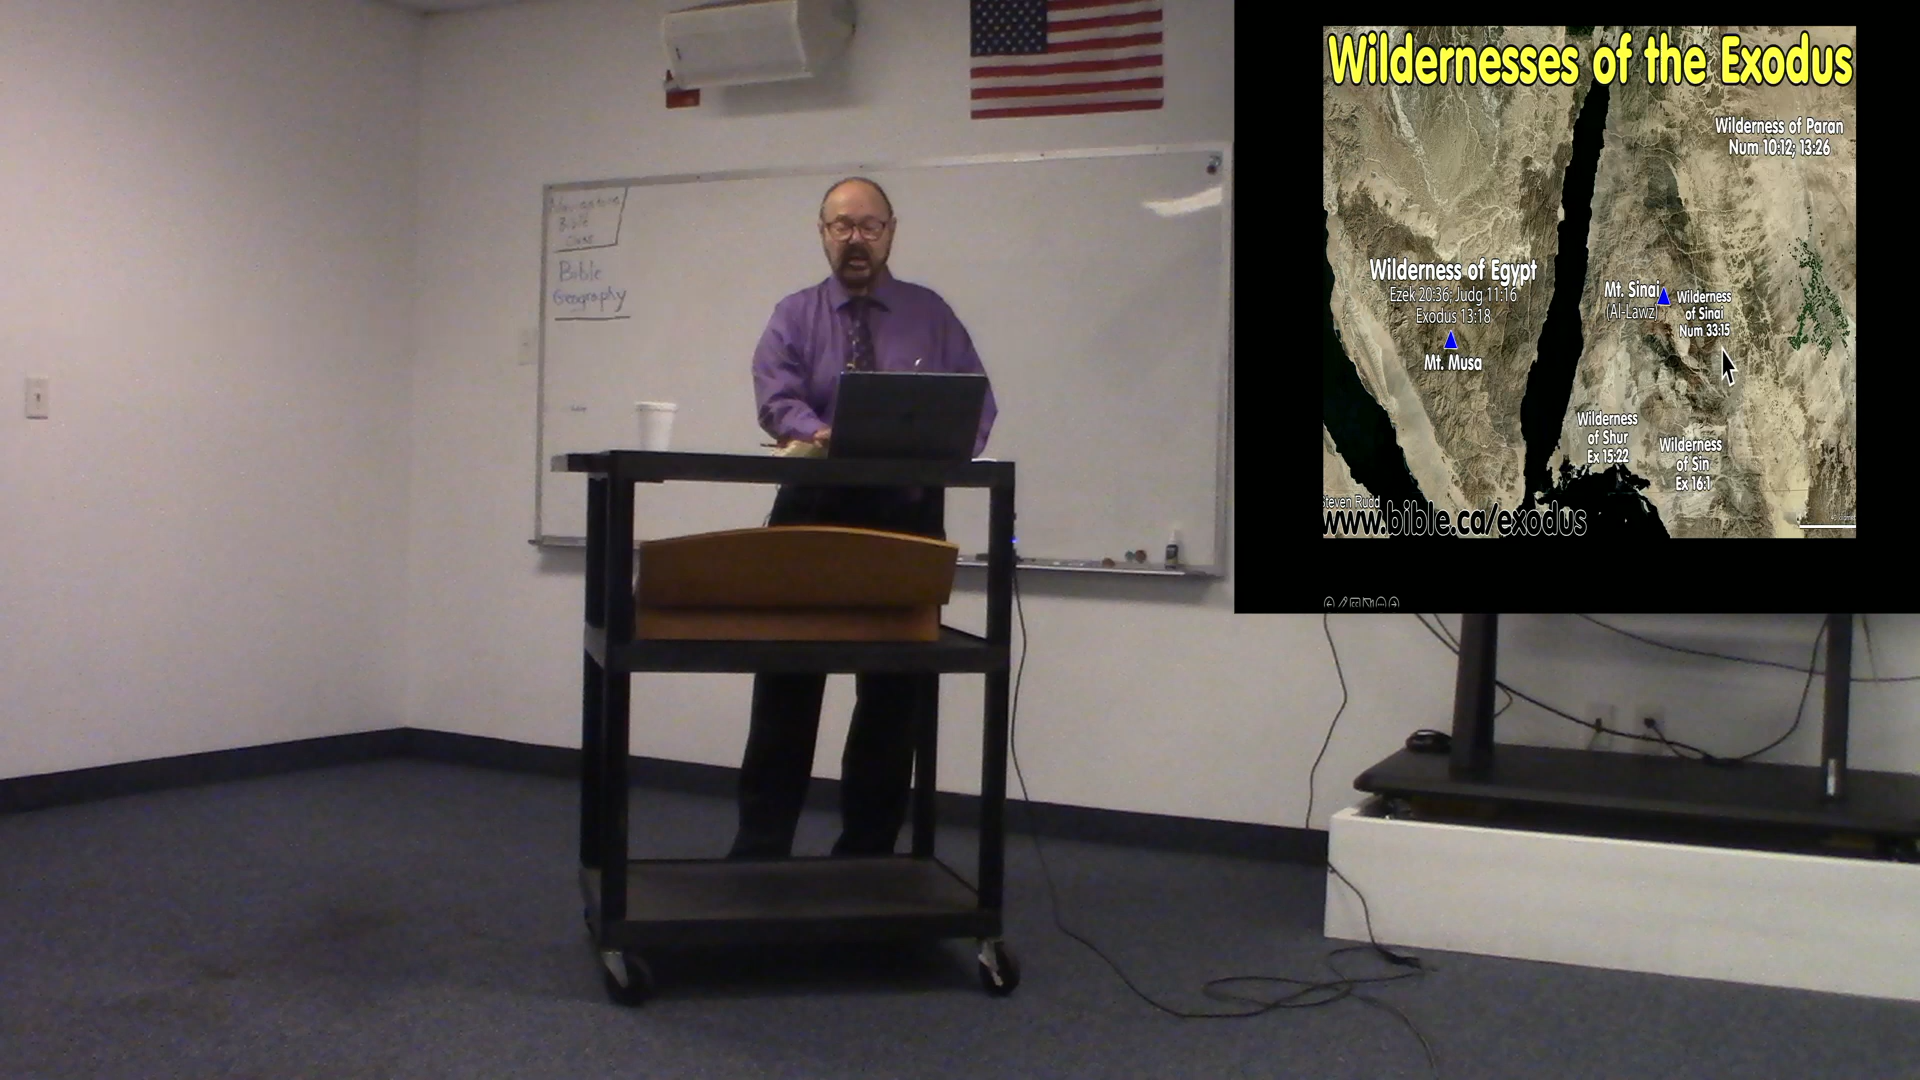 Bible
Class
Bible
Geography
Wildernesses of the Exodus
Wilderness of Paran
Num 10:12; 13:26
Wilderness of Egypt
Ezek 20:36; Judg 11:16
Exodus 13:18
Mt. Musa
Mt. Sinai
(Al-Lawz)
Wilderness
of Sinai
Num 33:15
Wilderness
of Shur
Ex 15:22
Wilderness
of Sin
Ex 16:1
Steven Rudd
www.bible.ca/exodus